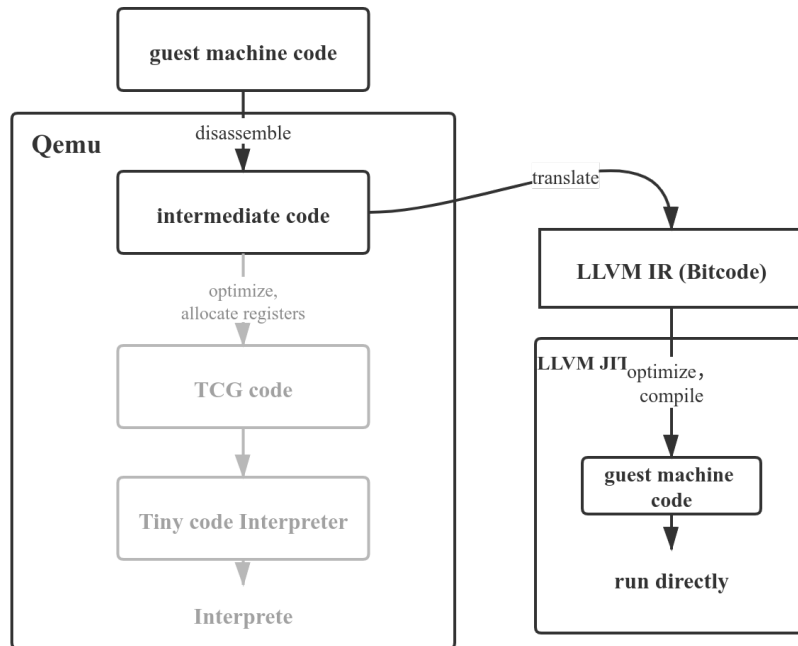 guest machine code
disassemble
Qemu
intermediate code
translate
LLVM IR (Bitcode)
optimize,
allocate registers
TCG code
Tiny code Interpreter
Interprete
LLVM JIT
optimize,
compile
guest machine
code
run directly